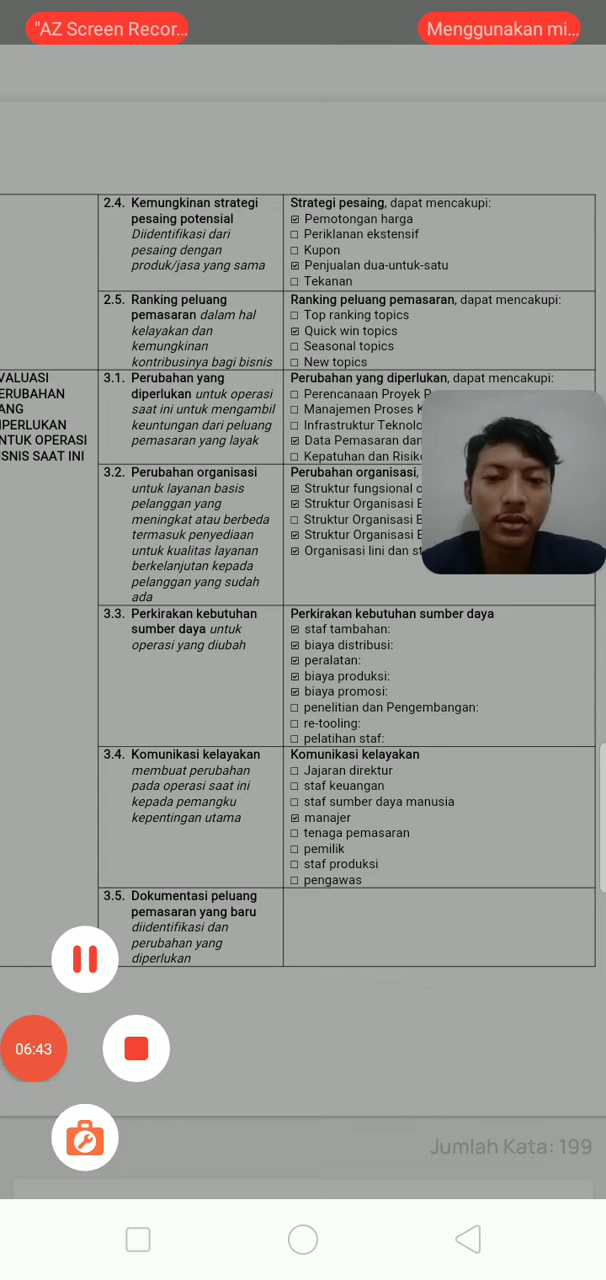 "AZ Screen Recor...
Menggunakan mi...
2.4. Kemungkinan strategi
pesaing potensial
Diidentifikasi dari
pesaing dengan
produk/jasa yang sama
Strategi pesaing, dapat mencakupi:
☑ Pemotongan harga
☐ Periklanan ekstensif
☐ Kupon
☑ Penjualan dua-untuk-satu
☐ Tekanan
2.5. Ranking peluang
pemasaran dalam hal
kelayakan dan
kemungkinan
kontribusinya bagi bisnis
Ranking peluang pemasaran, dapat mencakupi:
☐ Top ranking topics
☑ Quick win topics
☐ Seasonal topics
☐ New topics
VALUASI
ERUBAHAN
ANG
IPERLUKAN
NTUK OPERASI
ISNIS SAAT INI
3.1. Perubahan yang
diperlukan untuk operasi
saat ini untuk mengambil
keuntungan dari peluang
pemasaran yang layak
Perubahan yang diperlukan, dapat mencakupi:
☐ Perencanaan Proyek
☐ Manajemen Proses
☐ Infrastruktur
☑ Data Pemasaran dan
☐ Kepatuhan dan
3.2. Perubahan organisasi
untuk layanan basis
pelanggan yang
meningkat atau berbeda
termasuk penyediaan
untuk kualitas layanan
berkelanjutan kepada
pelanggan yang sudah
ada
Perubahan organisasi,
☑ Struktur fungsional
☑ Struktur Organisasi
☐ Struktur Organisasi
☑ Struktur Organisasi
☑ Organisasi lini dan
3.3. Perkirakan kebutuhan
sumber daya untuk
operasi yang diubah
Perkirakan kebutuhan sumber daya
☑ staf tambahan:
☑ biaya distribusi:
☑ peralatan:
☑ biaya produksi:
☑ biaya promosi:
☐ penelitian dan Pengembangan:
☐ re-tooling:
☐ pelatihan staf:
3.4. Komunikasi kelayakan
membuat perubahan
pada operasi saat ini
kepada pemangku
kepentingan utama
Komunikasi kelayakan
☐ Jajaran direktur
☐ staf keuangan
☐ staf sumber daya manusia
☑ manajer
☐ tenaga pemasaran
☐ pemilik
☐ staf produksi
☐ pengawas
3.5. Dokumentasi peluang
pemasaran yang baru
diidentifikasi dan
perubahan yang
diperlukan
06:43
Jumlah Kata: 199